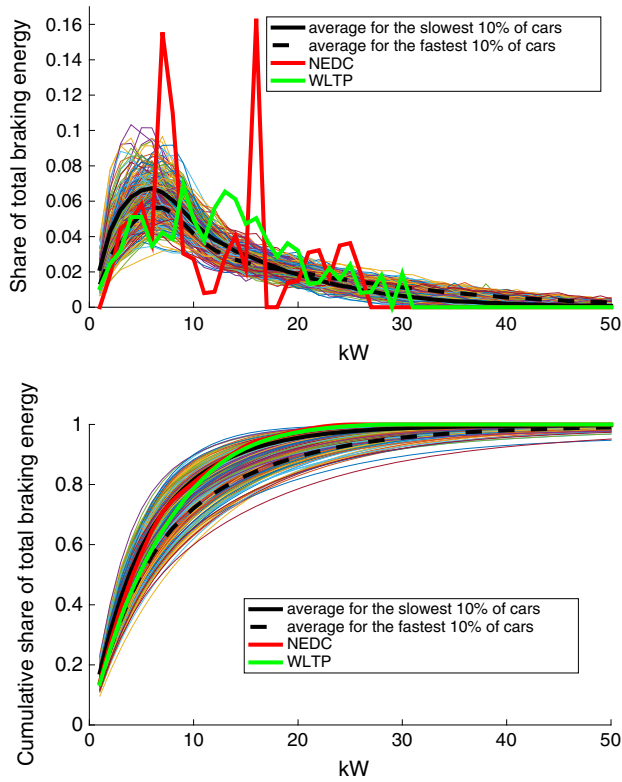 Share of total braking energy
0.16
0.14
0.12
0.1
0.08
0.06
0.04
0.02
0
average for the slowest 10% of cars
average for the fastest 10% of cars
NEDC
WLTP
0 10 20 30 40 50
kW
Cumulative share of total braking energy
1
0.8
0.6
0.4
0.2
0
average for the slowest 10% of cars
average for the fastest 10% of cars
NEDC
WLTP
0 10 20 30 40 50
kW